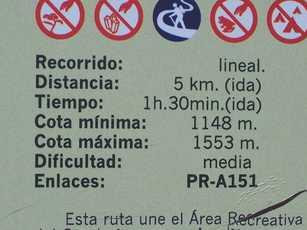 Recorrido: lineal.
Distancia: 5 km. (ida)
Tiempo: 1h.30min.(ida)
Cota mínima: 1148 m.
Cota máxima: 1553 m.
Dificultad: media
Enlaces: PR-A151
Esta ruta une el Área Recreativa